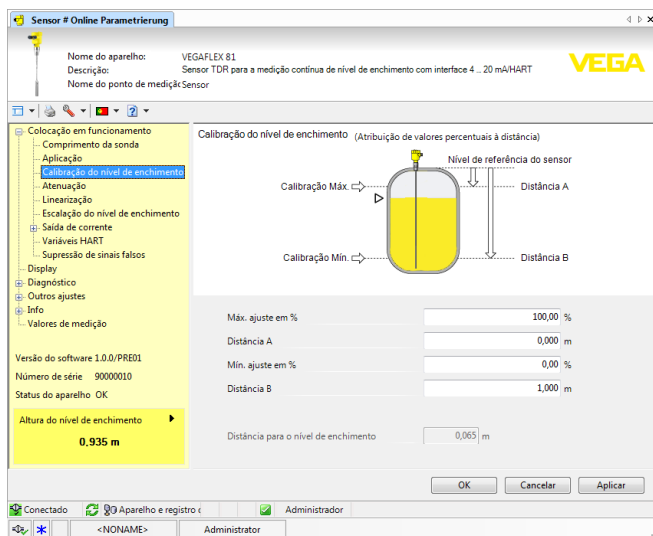 Sensor # Online Parametrierung
Nome do aparelho: VEGAFLEX 81
Descrição: Sensor TDR para a medição contínua de nível de enchimento com interface 4 .. 20 mA/HART
Nome do ponto de medição Sensor
VEGA
Colocação em funcionamento
Comprimento da sonda
Aplicação
Calibração do nível de enchimento
Atenuação
Linearização
Escalação do nível de enchimento
Saída de corrente
Variáveis HART
Supressão de sinais falsos
Display
Diagnóstico
Outros ajustes
Info
Valores de medição
Versão do software 1.0.0/PRE01
Número de série 90000010
Status do aparelho OK
Altura do nível de enchimento
0,935 m
Calibração do nível de enchimento (Atribuição de valores percentuais à distância)
Nível de referência do sensor
Calibração Máx.
Distância A
Calibração Mín.
Distância B
Máx. ajuste em % 100,00 %
Distância A 0,000 m
Mín. ajuste em % 0,00 %
Distância B 1,000 m
Distância para o nível de enchimento 0,065 m
OK Cancelar Aplicar
Conectado Aparelho e registro Administrador
<NONAME> Administrator